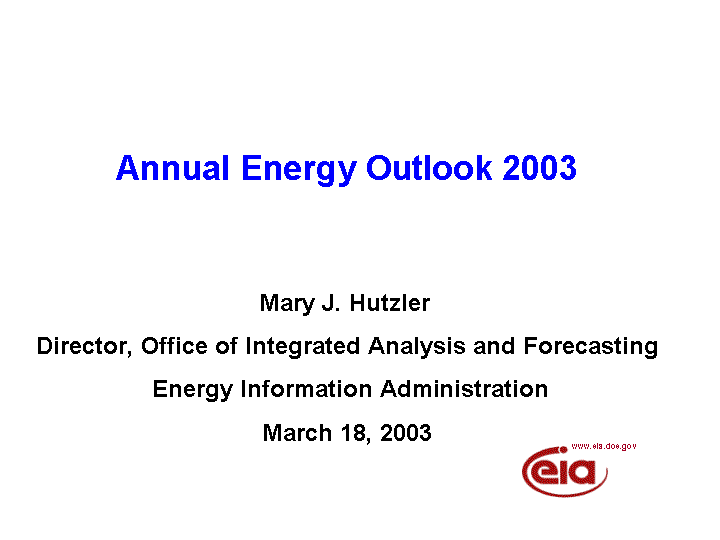 Annual Energy Outlook 2003
Mary J. Hutzler
Director, Office of Integrated Analysis and Forecasting
Energy Information Administration
March 18, 2003
www.eia.doe.gov
eia